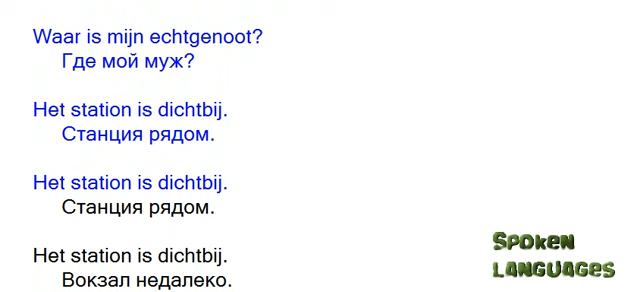 Waar is mijn echtgenoot?
Где мой муж?
Het station is dichtbij.
Станция рядом.
Het station is dichtbij.
Станция рядом.
Het station is dichtbij.
Вокзал недалеко.
Spoken
Languages